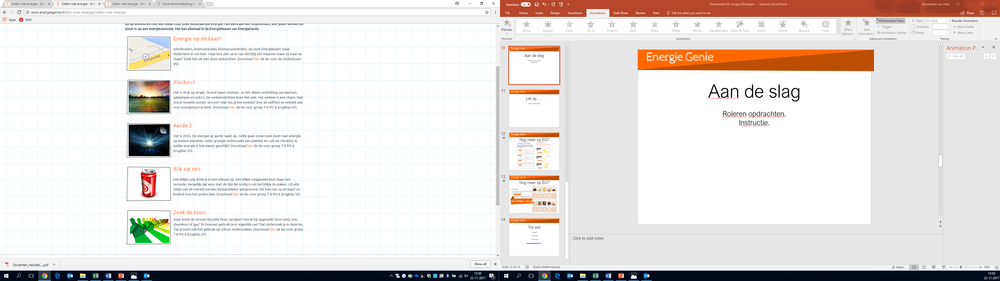 Oefen met energie - Ene
Oefen met energie - Ene
Oefen met energie - Ene
Docentenhandleiding.inc
www.energiegenie.nl/leer-over-energie/oefen-met-energie
Apps
WoS
zoom in op een energiecentrale. Het kan allemaal in de Energielessen van EnergieGenie.
Energie op de kaart
Windmolens, kolencentrales, biomassacentrales: op onze Energiekaart staat
Nederland er vol mee. Maar hoe zien ze er van dichtbij uit? Waarom staan ze waar ze
staan? Zoek het uit met deze opdrachten. Download hier de les voor de Onderbouw
VO.
weg
Europaweg
Blackout
Het is druk op straat. Overal lopen mensen. Je ziet alleen verlichting van kaarsen,
zaklampen en auto's. De verkeerslichten doen het niet. Het verkeer is een chaos. Wat
zou je moeten zonder stroom? Wat mis jij het meeste? Doe de zelftest en ontdek wat
voor energietype je bent. Download hier de les voor groep 7-8 PO & brugklas VO.
Aarde 2
Het is 2055. De energie op aarde raakt op. Jullie gaan onderzoek doen naar energie
op andere planeten. Ieder groepje onderzoekt een planeet en vult de checklist in.
Welke energie is het meest geschikt? Download hier de les voor groep 7-8 PO &
brugklas VO.
Blik op reis
Een blikje cola drink je in een minuut op. Een blikje weggooien kost maar een
seconde. Vergelijk dat eens met de tijd die nodig is om het blikje te maken. Uit alle
delen van de wereld worden bestanddelen aangevoerd. Zet hun reis op de kaart en
bedenk hoe het anders kan. Download hier de les voor groep 7-8 PO & brugklas VO.
Zoek de bron
Waar komt de stroom bij jullie thuis vandaan? Wordt hij opgewekt door wind, zon,
steenkool of gas? En hoeveel gebruik je er eigenlijk van? Dat onderzoek je in deze les.
Tip: je kunt ook het gebruik op school onderzoeken. Download hier de les voor groep
7-8 PO & brugklas VO.
Docenten_Handlei....pdf
Show all
13:50
22-11-2017
AutoSave On
Presentatie EG congres Biologie+ - Saved to SharePoint
Bernadette van Heel
File Home Insert Design Transitions Animations Slide Show Review View Tell me what you want to do
Share
Preview
None Appear Fade Fly In Float In Split Wipe Shape Wheel Random Bars Grow & Turn Zoom Swivel Bounce Pulse
Effect Options
Add Animation
Animation Pane
Trigger
Animation Painter
Start: On Click
Duration:
Delay:
Reorder Animation
Move Earlier
Move Later
Preview
Animation
Advanced Animation
Timing
10
Energie Genie
Aan de slag
Roleren opdrachten.
Instructie.
11
Energie Genie
Let op ....
12
Energie Genie
Nog meer op EG?
13
Energie Genie
Nog meer op EG?
14
Energie Genie
Tot slot
Energie Genie
Aan de slag
Roleren opdrachten.
Instructie.
Click to add notes
Animation P...
Play All
Slide 10 of 14
Dutch (Netherlands)
Notes
66%
13:50
22-11-2017